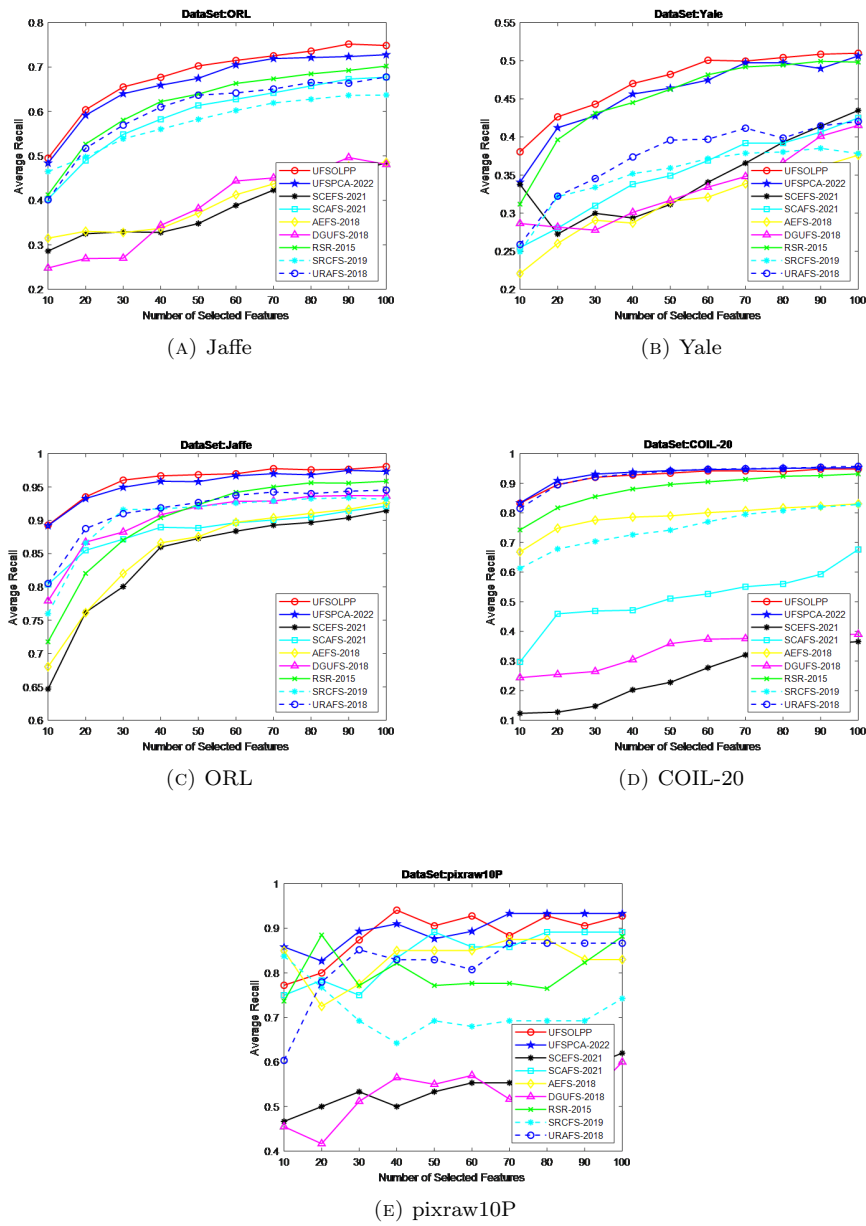 DataSet:ORL
Average Recall
0.8
0.7
0.6
0.5
0.4
0.3
0.2
10 20 30 40 50 60 70 80 90 100
Number of Selected Features
UFSOLPP
UFSPCA-2022
SCEFS-2021
SCAFS-2021
AEFS-2018
DGUFS-2018
RSR-2015
SRCFS-2019
URAFS-2018
(A) Jaffe
DataSet:Yale
Average Recall
0.55
0.5
0.45
0.4
0.35
0.3
0.25
0.2
10 20 30 40 50 60 70 80 90 100
Number of Selected Features
UFSOLPP
UFSPCA-2022
SCEFS-2021
SCAFS-2021
AEFS-2018
DGUFS-2018
RSR-2015
SRCFS-2019
URAFS-2018
(B) Yale
DataSet:Jaffe
Average Recall
1
0.95
0.9
0.85
0.8
0.75
0.7
0.65
0.6
10 20 30 40 50 60 70 80 90 100
Number of Selected Features
UFSOLPP
UFSPCA-2022
SCEFS-2021
SCAFS-2021
AEFS-2018
DGUFS-2018
RSR-2015
SRCFS-2019
URAFS-2018
(C) ORL
DataSet:COIL-20
Average Recall
1
0.9
0.8
0.7
0.6
0.5
0.4
0.3
0.2
0.1
10 20 30 40 50 60 70 80 90 100
Number of Selected Features
UFSOLPP
UFSPCA-2022
SCEFS-2021
SCAFS-2021
AEFS-2018
DGUFS-2018
RSR-2015
SRCFS-2019
URAFS-2018
(D) COIL-20
DataSet:pixraw10P
Average Recall
1
0.9
0.8
0.7
0.6
0.5
0.4
10 20 30 40 50 60 70 80 90 100
Number of Selected Features
UFSOLPP
UFSPCA-2022
SCEFS-2021
SCAFS-2021
AEFS-2018
DGUFS-2018
RSR-2015
SRCFS-2019
URAFS-2018
(E) pixraw10P